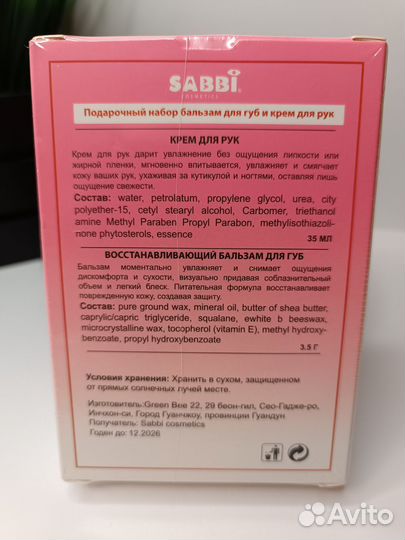 SABBi
COSMETICS
Подарочный набор бальзам для губ и крем для рук
КРЕМ ДЛЯ РУК
Крем для рук дарит увлажнение без ощущения липкости или
жирной пленки, мгновенно впитывается, увлажняет и смягчает
кожу ваших рук, ухаживая за кутикулой и ногтями, оставляя лишь
ощущение свежести.
Состав: water, petrolatum, propylene glycol, urea, city
polyether-15, cetyl stearyl alcohol, Carbomer, triethanol
amine Methyl Paraben Propyl Parabon, methylisothiazoli-
none phytosterols, essence
35 МЛ
ВОССТАНАВЛИВАЮЩИЙ БАЛЬЗАМ ДЛЯ ГУБ
Бальзам моментально увлажняет и снимает ощущения
дискомфорта и сухости, визуально придавая соблазнительный
объем и легкий блеск. Питательная формула восстанавливает
поврежденную кожу, создавая защиту.
Состав: pure ground wax, mineral oil, butter of shea butter,
caprylic/capric triglyceride, squalane, ewhite b beeswax,
microcrystalline wax, tocopherol (vitamin E), methyl hydroxy-
benzoate, propyl hydroxybenzoate
3.5 Г
Условия хранения: Хранить в сухом, защищенном
от прямых солнечных лучей месте.
Изготовитель:Green Bee 22, 29 беон-гил, Сео-Гадже-ро,
Инчхон-си, Город Гуанчжоу, провинции Гуандун
Получатель: Sabbi cosmetics
Годен до: 12.2026
Avito